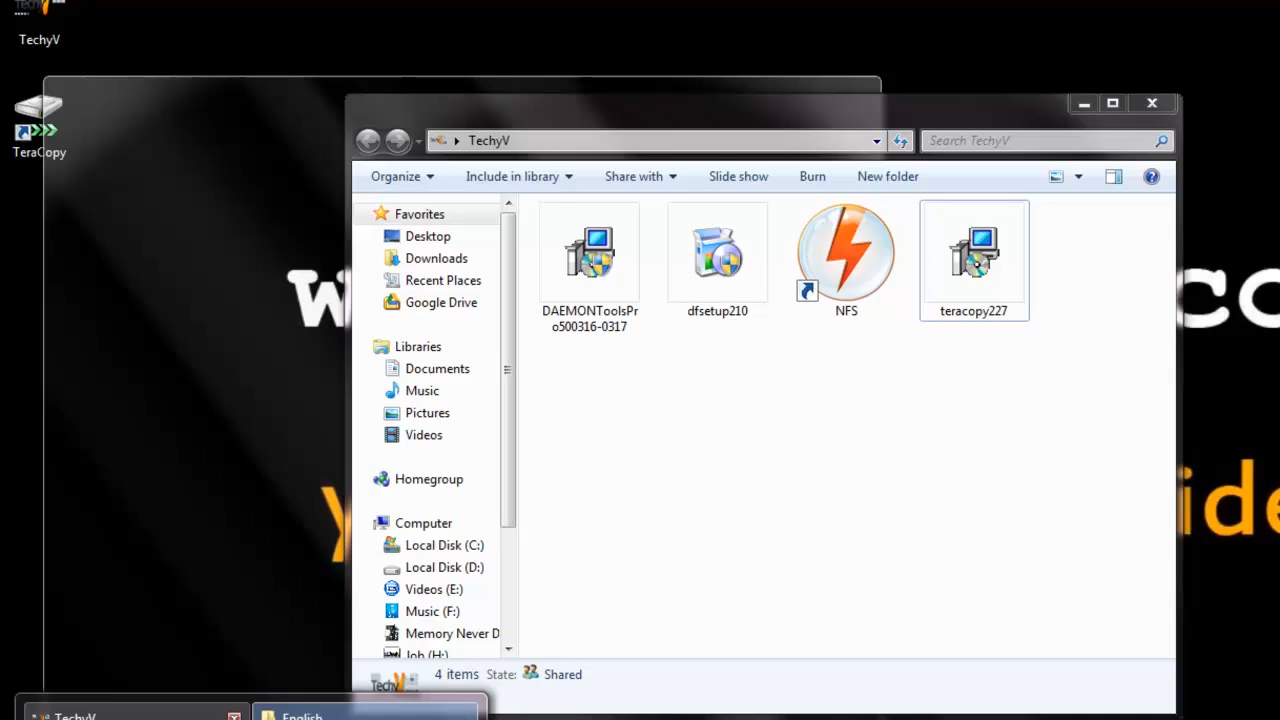 TechyV
TeraCopy
TechyV
Search TechyV
Organize
Include in library
Share with
Slide show
Burn
New folder
Favorites
Desktop
Downloads
Recent Places
Google Drive
Libraries
Documents
Music
Pictures
Videos
Homegroup
Computer
Local Disk (C:)
Local Disk (D:)
Videos (E:)
Music (F:)
Memory Never D
Job (H:)
DAEMONToolsPr
o500316-0317
dfsetup210
NFS
teracopy227
4 items State: Shared
TechyV
English